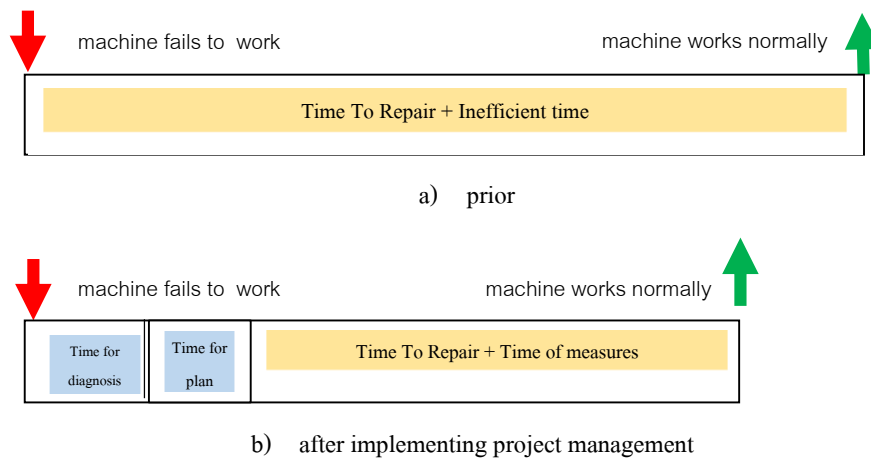 machine fails to work
machine works normally
Time To Repair + Inefficient time
a) prior
machine fails to work
machine works normally
Time for
diagnosis
Time for
plan
Time To Repair + Time of measures
b) after implementing project management